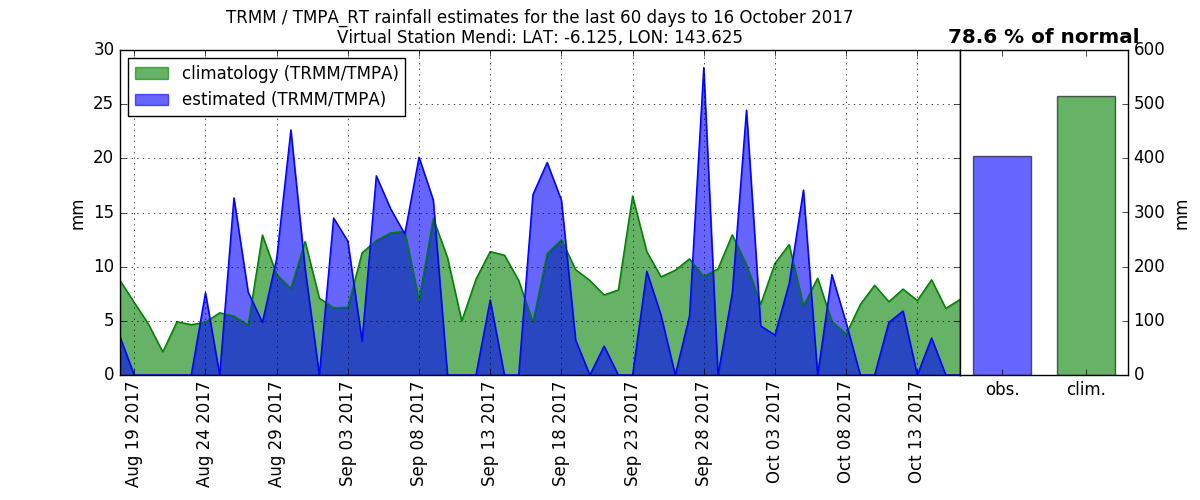 TRMM / TMPA_RT rainfall estimates for the last 60 days to 16 October 2017
Virtual Station Mendi: LAT: -6.125, LON: 143.625
78.6 % of normal
climatology (TRMM/TMPA)
estimated (TRMM/TMPA)
30
25
20
15
10
5
0
mm
600
500
400
300
200
100
0
mm
Aug 19 2017
Aug 24 2017
Aug 29 2017
Sep 03 2017
Sep 08 2017
Sep 13 2017
Sep 18 2017
Sep 23 2017
Sep 28 2017
Oct 03 2017
Oct 08 2017
Oct 13 2017
obs.
clim.